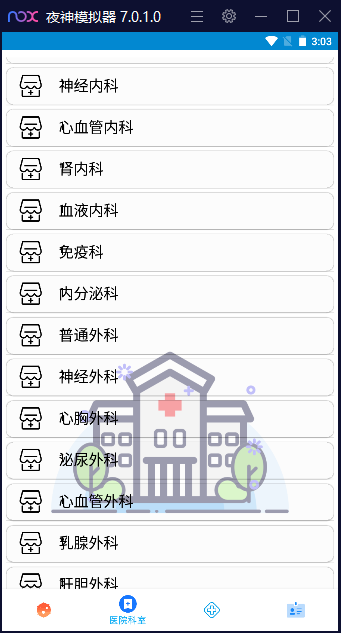 nox 夜神模拟器 7.0.1.0
3:03
神经内科
心血管内科
肾内科
血液内科
免疫科
内分泌科
普通外科
神经外科
心胸外科
泌尿外科
心血管外科
乳腺外科
肝胆外科
医院科室